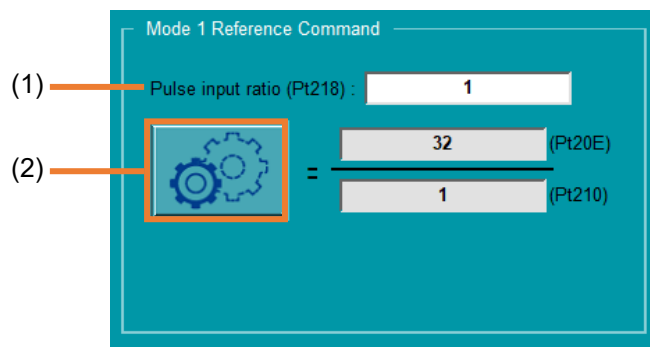 Mode 1 Reference Command
(1)
Pulse input ratio (Pt218) : 1
(2)
32 (Pt20E)
=
1 (Pt210)